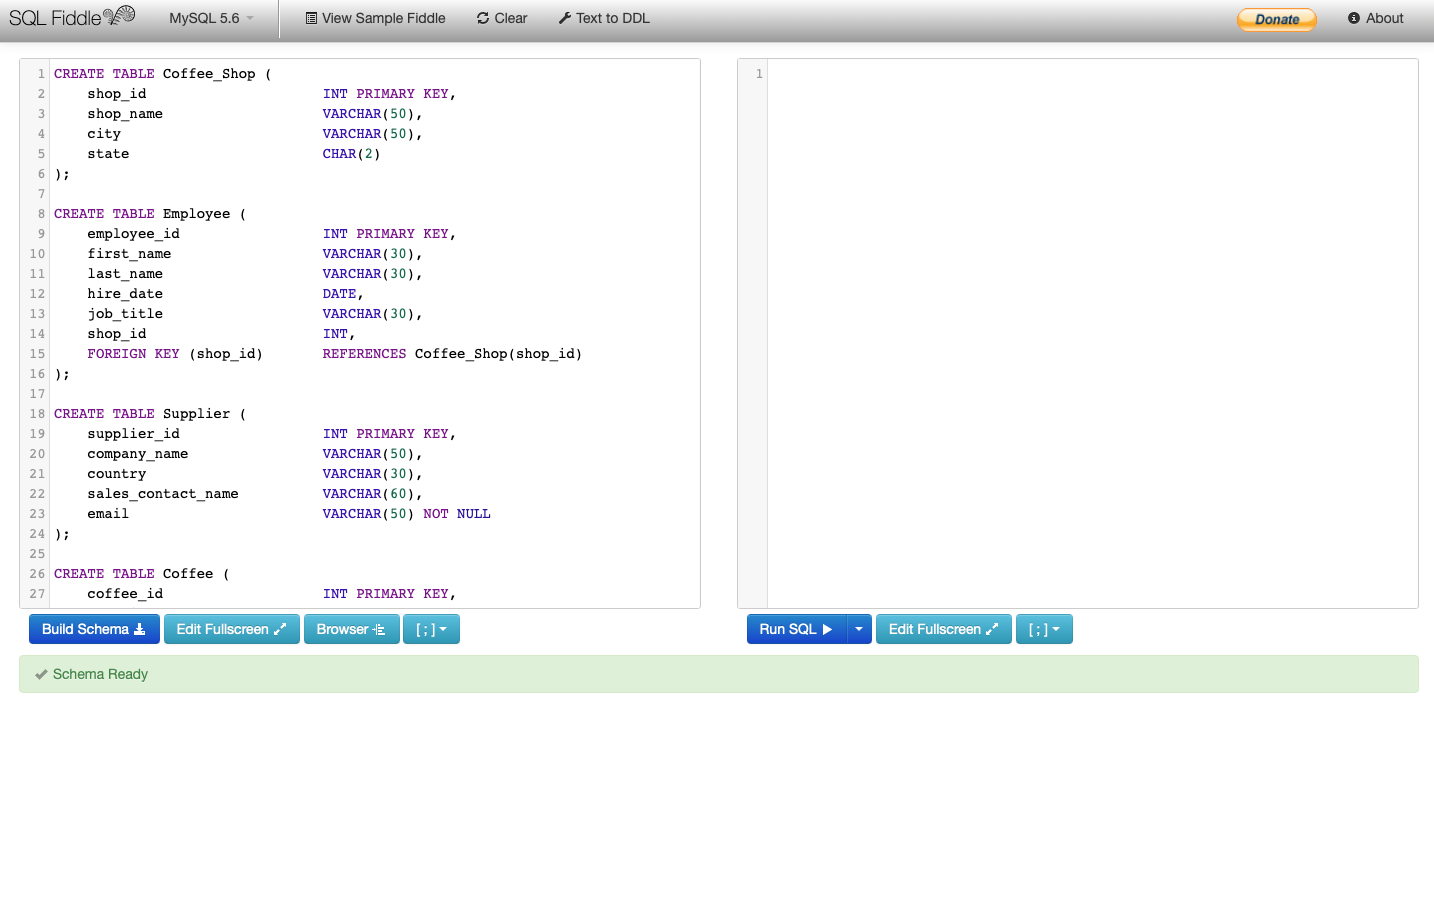 SQL Fiddle MySQL 5.6 View Sample Fiddle Clear Text to DDL Donate About
1 CREATE TABLE Coffee_Shop (
2 shop_id INT PRIMARY KEY,
3 shop_name VARCHAR(50),
4 city VARCHAR(50),
5 state CHAR(2)
6 );
7
8 CREATE TABLE Employee (
9 employee_id INT PRIMARY KEY,
10 first_name VARCHAR(30),
11 last_name VARCHAR(30),
12 hire_date DATE,
13 job_title VARCHAR(30),
14 shop_id INT,
15 FOREIGN KEY (shop_id) REFERENCES Coffee_Shop(shop_id)
16 );
17
18 CREATE TABLE Supplier (
19 supplier_id INT PRIMARY KEY,
20 company_name VARCHAR(50),
21 country VARCHAR(30),
22 sales_contact_name VARCHAR(60),
23 email VARCHAR(50) NOT NULL
24 );
25
26 CREATE TABLE Coffee (
27 coffee_id INT PRIMARY KEY,
1
Build Schema Edit Fullscreen Browser [ ; ]
Run SQL Edit Fullscreen [ ; ]
Schema Ready